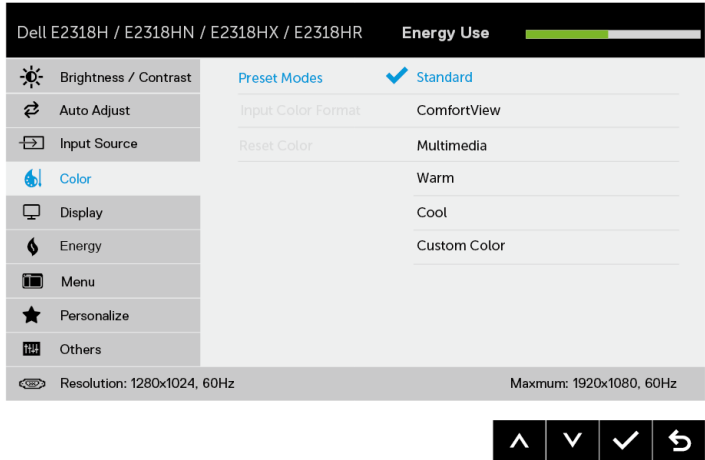 Dell E2318H / E2318HN / E2318HX / E2318HR Energy Use
Brightness / Contrast Preset Modes Standard
Auto Adjust Input Color Format ComfortView
Input Source Reset Color Multimedia
Color Warm
Display Cool
Energy Custom Color
Menu
Personalize
Others
Resolution: 1280x1024, 60Hz Maxmum: 1920x1080, 60Hz